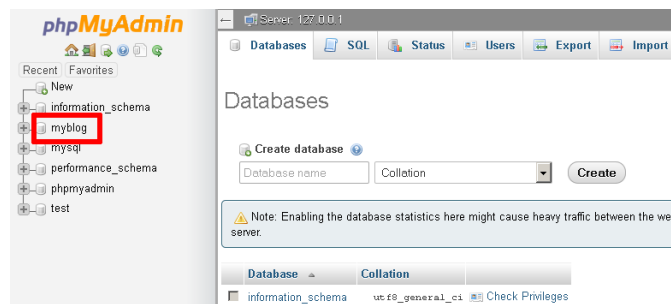 phpMyAdmin
Recent Favorites
New
information_schema
myblog
mysql
performance_schema
phpmyadmin
test
Server: 127.0.0.1
Databases SQL Status Users Export Import
Databases
Create database
Database name Collation Create
Note: Enabling the database statistics here might cause heavy traffic between the we
server.
Database Collation
information_schema utf8_general_ci Check Privileges